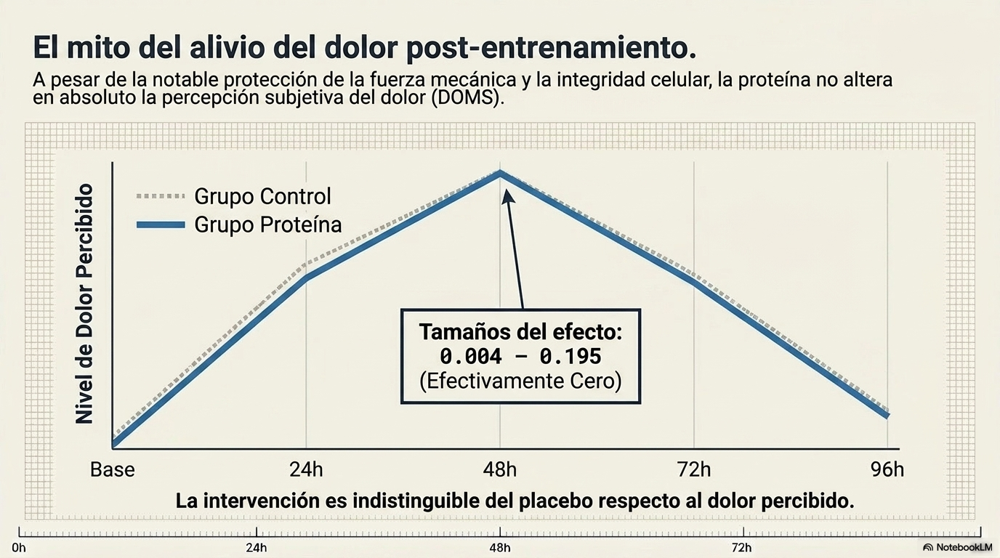 El mito del alivio del dolor post-entrenamiento.
A pesar de la notable protección de la fuerza mecánica y la integridad celular, la proteína no altera
en absoluto la percepción subjetiva del dolor (DOMS).
Nivel de Dolor Percibido
Grupo Control
Grupo Proteína
Tamaños del efecto:
0.004 – 0.195
(Efectivamente Cero)
Base 24h 48h 72h 96h
La intervención es indistinguible del placebo respecto al dolor percibido.
0h 24h 48h 72h
NotebookLM